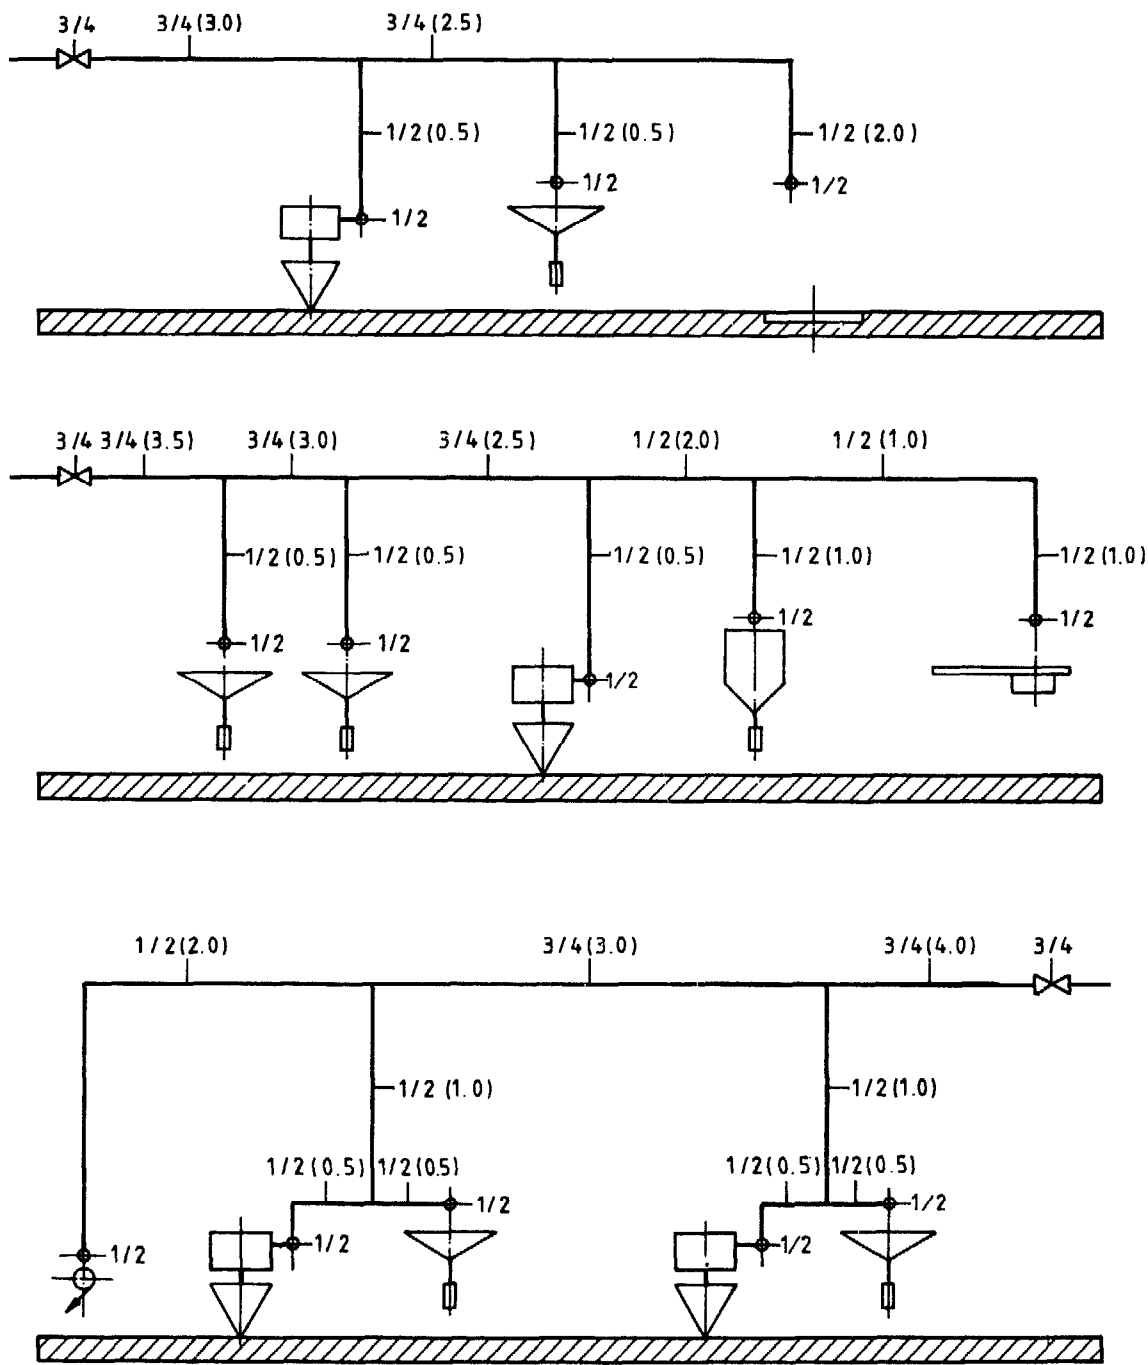 3/4 3/4(3.0) 3/4(2.5)
1/2(0.5) 1/2(0.5) 1/2(2.0)
1/2 1/2
1/2
3/4 3/4(3.5) 3/4(3.0) 3/4(2.5) 1/2(2.0) 1/2(1.0)
1/2(0.5) 1/2(0.5) 1/2(0.5) 1/2(1.0) 1/2(1.0)
1/2 1/2
1/2 1/2
1/2
1/2(2.0) 3/4(3.0) 3/4(4.0) 3/4
1/2(1.0) 1/2(1.0)
1/2(0.5) 1/2(0.5) 1/2(0.5) 1/2(0.5)
1/2 1/2
1/2 1/2 1/2